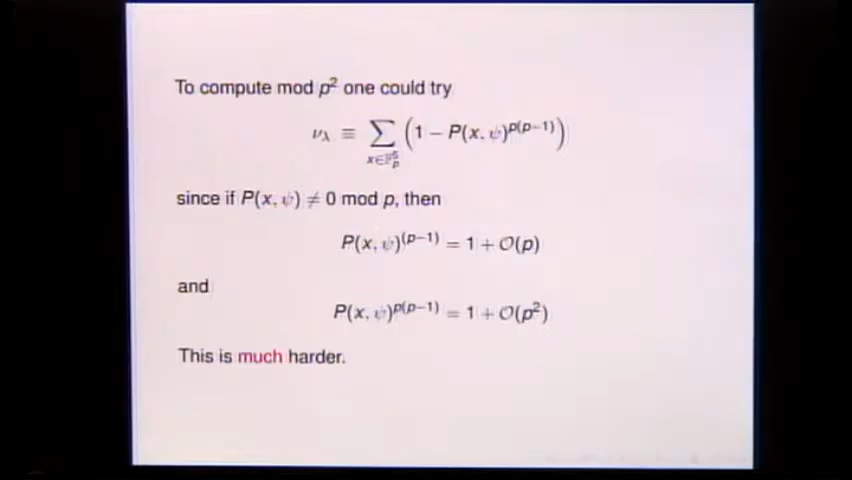 To compute mod p² one could try
ν_λ ≡ ∑_{x∈𝔽_p^5} (1 − P(x, ψ)^{p(p−1)})
since if P(x, ψ) ≠ 0 mod p, then
P(x, ψ)^{(p−1)} = 1 + 𝒪(p)
and
P(x, ψ)^{p(p−1)} = 1 + 𝒪(p²)
This is much harder.